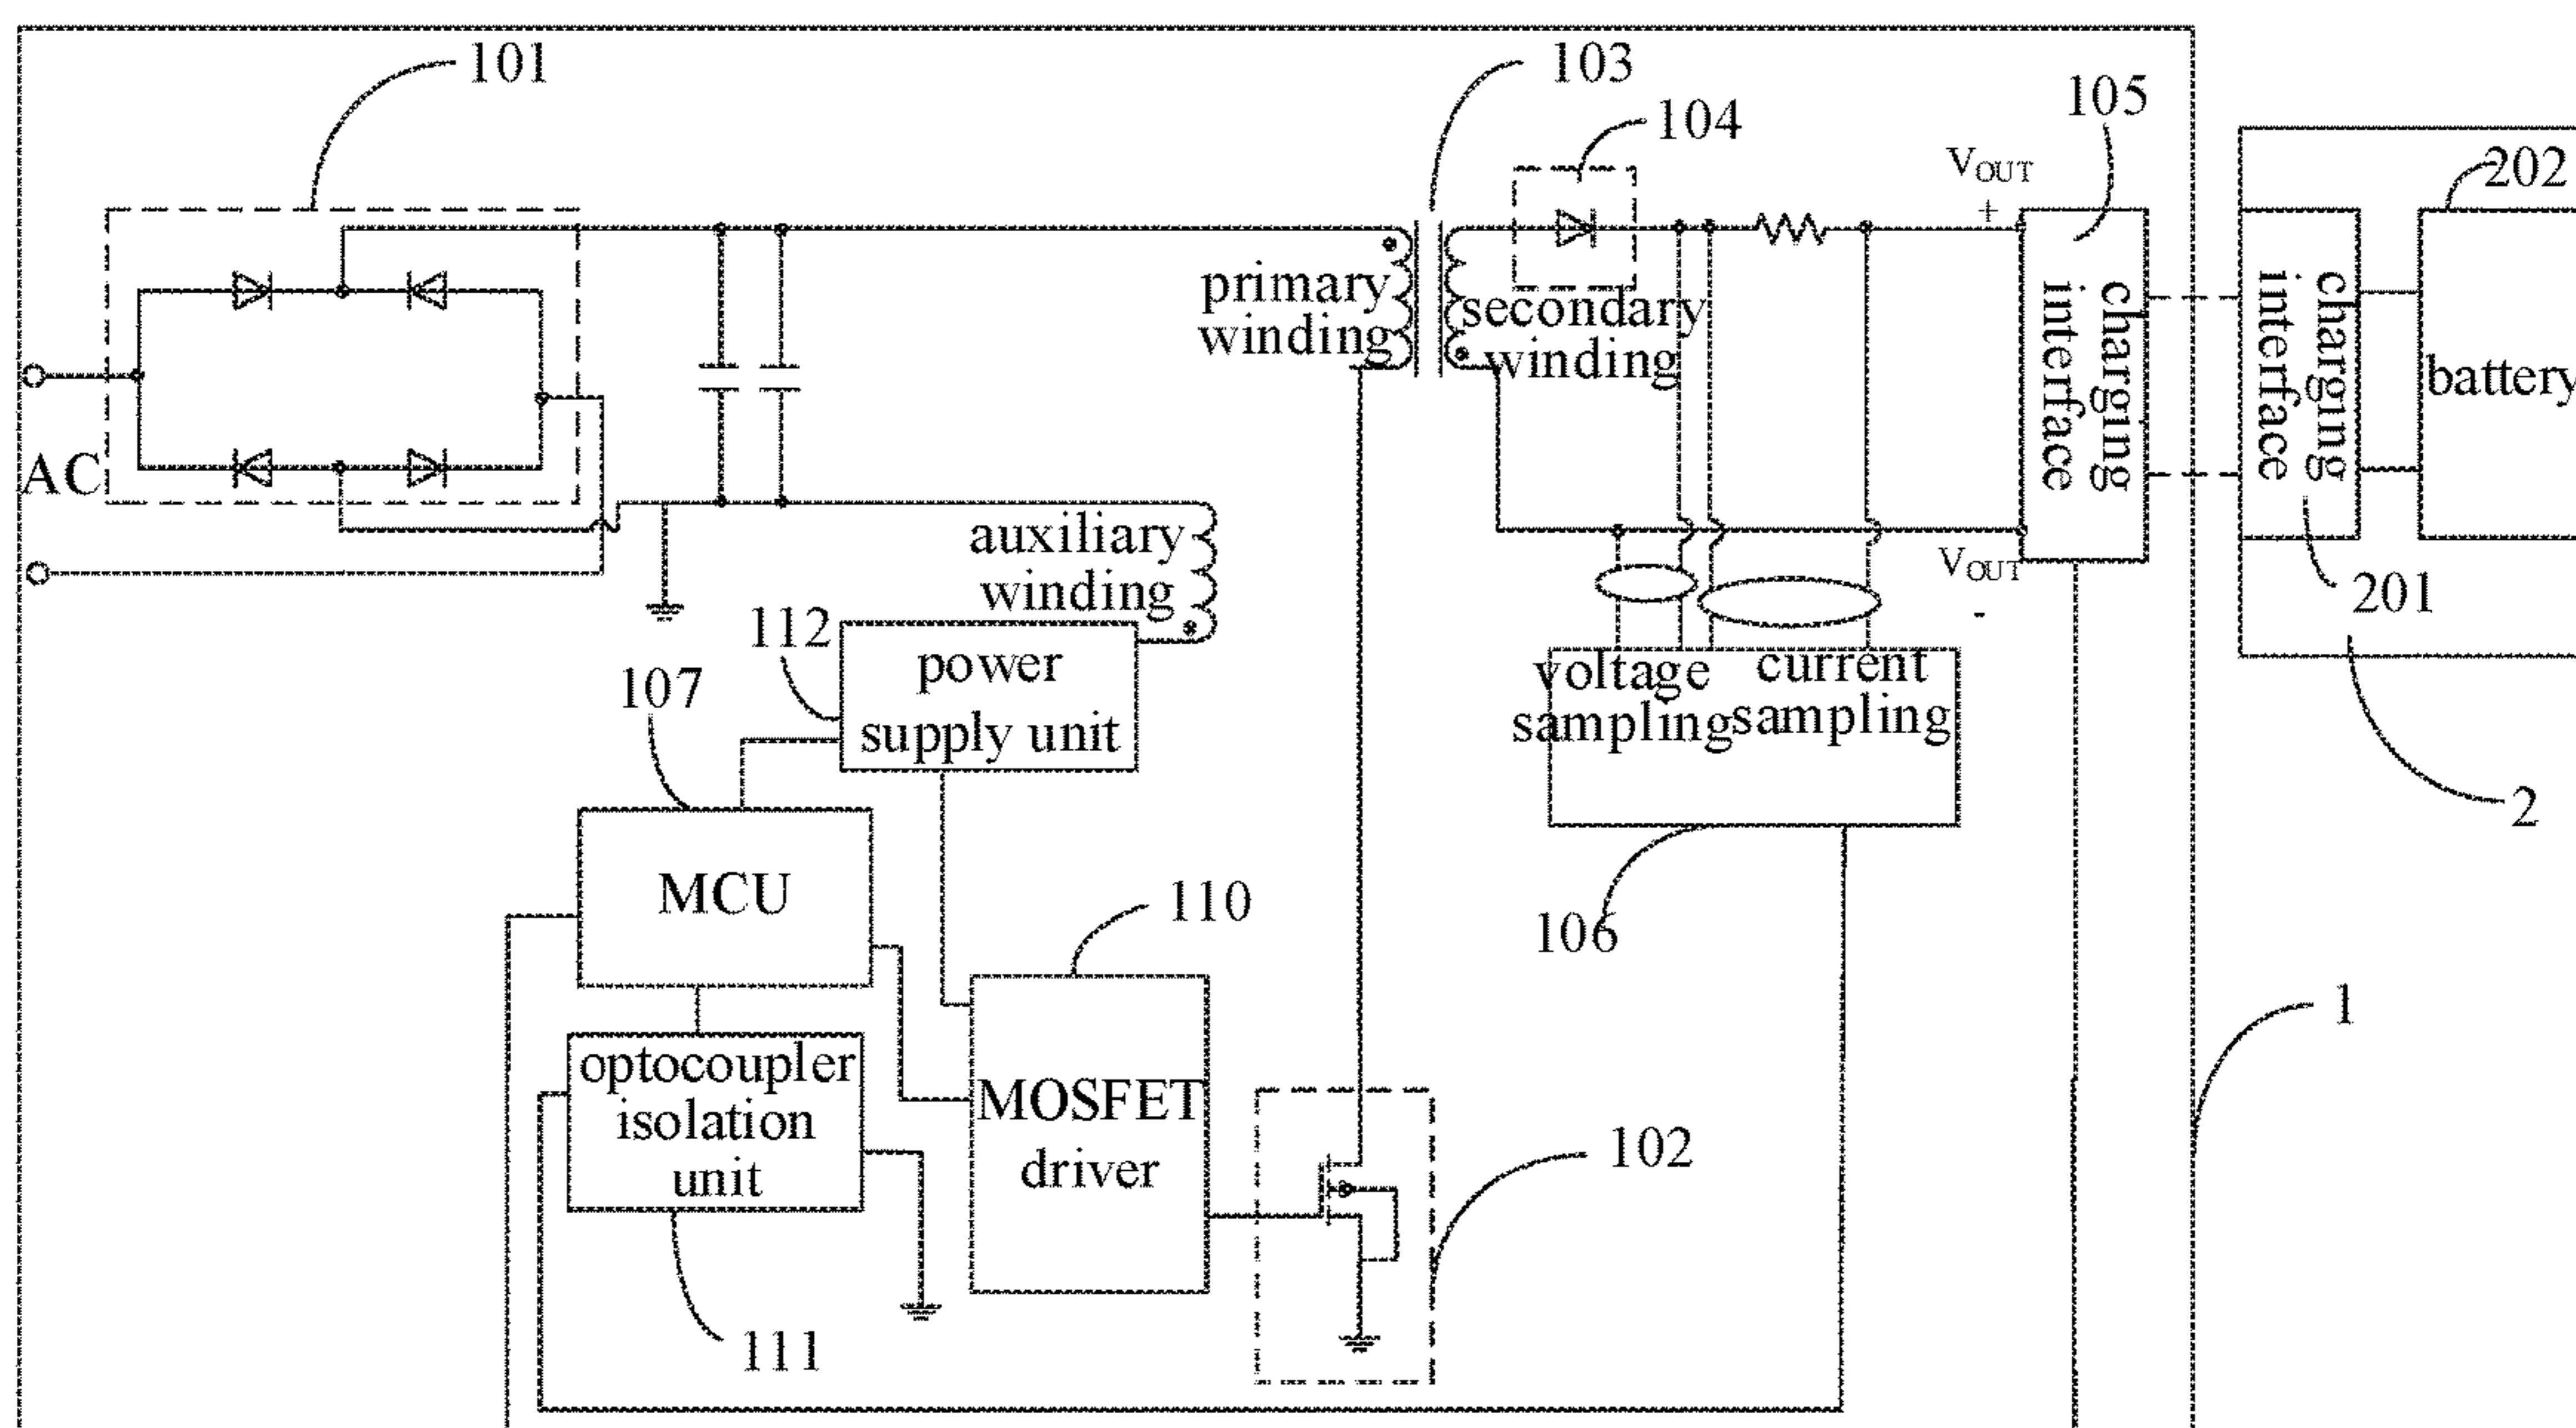 101
103
104
105
V_OUT
+
202
primary
winding
secondary
winding
charging
interface
charging
interface
battery
AC
auxiliary
winding
V_OUT
-
201
112
power
supply unit
voltage
sampling
current
sampling
107
2
MCU
110
106
1
optocoupler
isolation
unit
MOSFET
driver
102
111